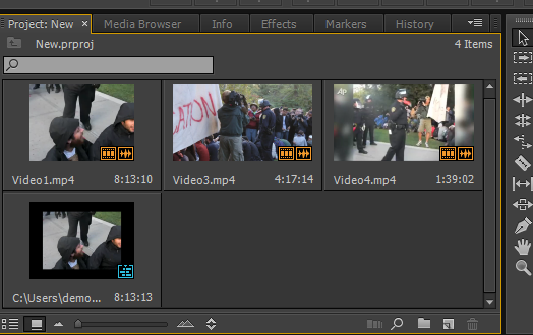 Project: New × Media Browser Info Effects Markers History
New.prproj 4 Items
Video1.mp4 8:13:10 Video3.mp4 4:17:14 Video4.mp4 1:39:02
C:\Users\demo... 8:13:13
ATION
AP